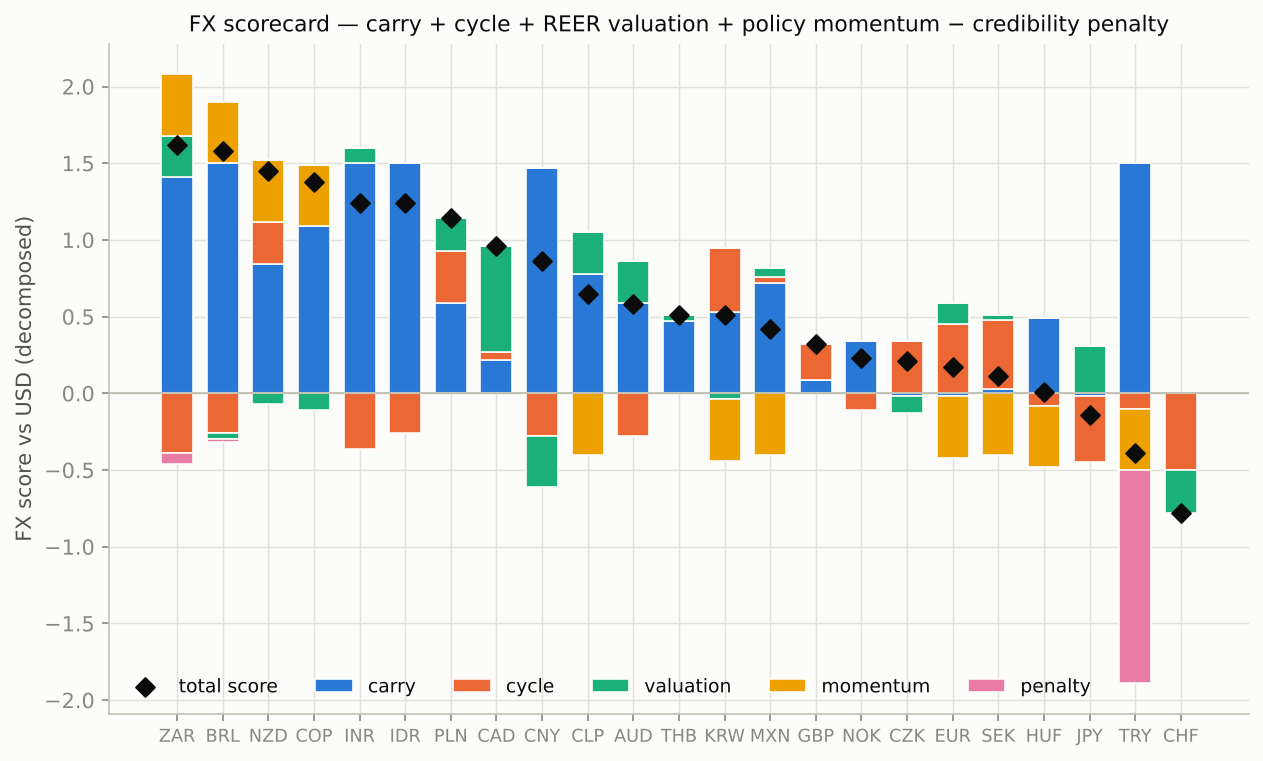 FX scorecard — carry + cycle + REER valuation + policy momentum − credibility penalty
FX score vs USD (decomposed)
2.0
1.5
1.0
0.5
0.0
−0.5
−1.0
−1.5
−2.0
total score carry cycle valuation momentum penalty
ZAR BRL NZD COP INR IDR PLN CAD CNY CLP AUD THB KRW MXN GBP NOK CZK EUR SEK HUF JPY TRY CHF